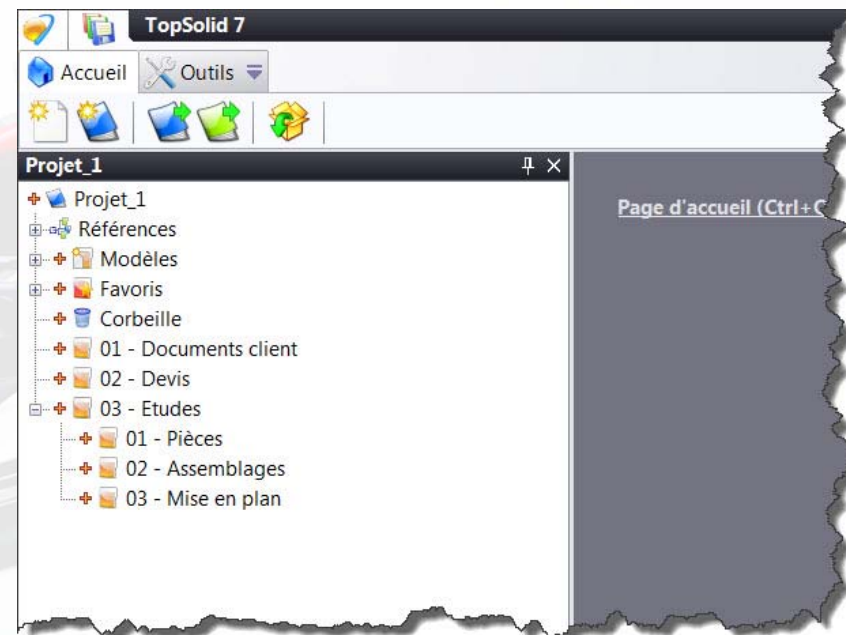 TopSolid 7
Accueil Outils
Projet_1
Projet_1
Références
Modèles
Favoris
Corbeille
01 - Documents client
02 - Devis
03 - Etudes
01 - Pièces
02 - Assemblages
03 - Mise en plan
Page d'accueil (Ctrl+